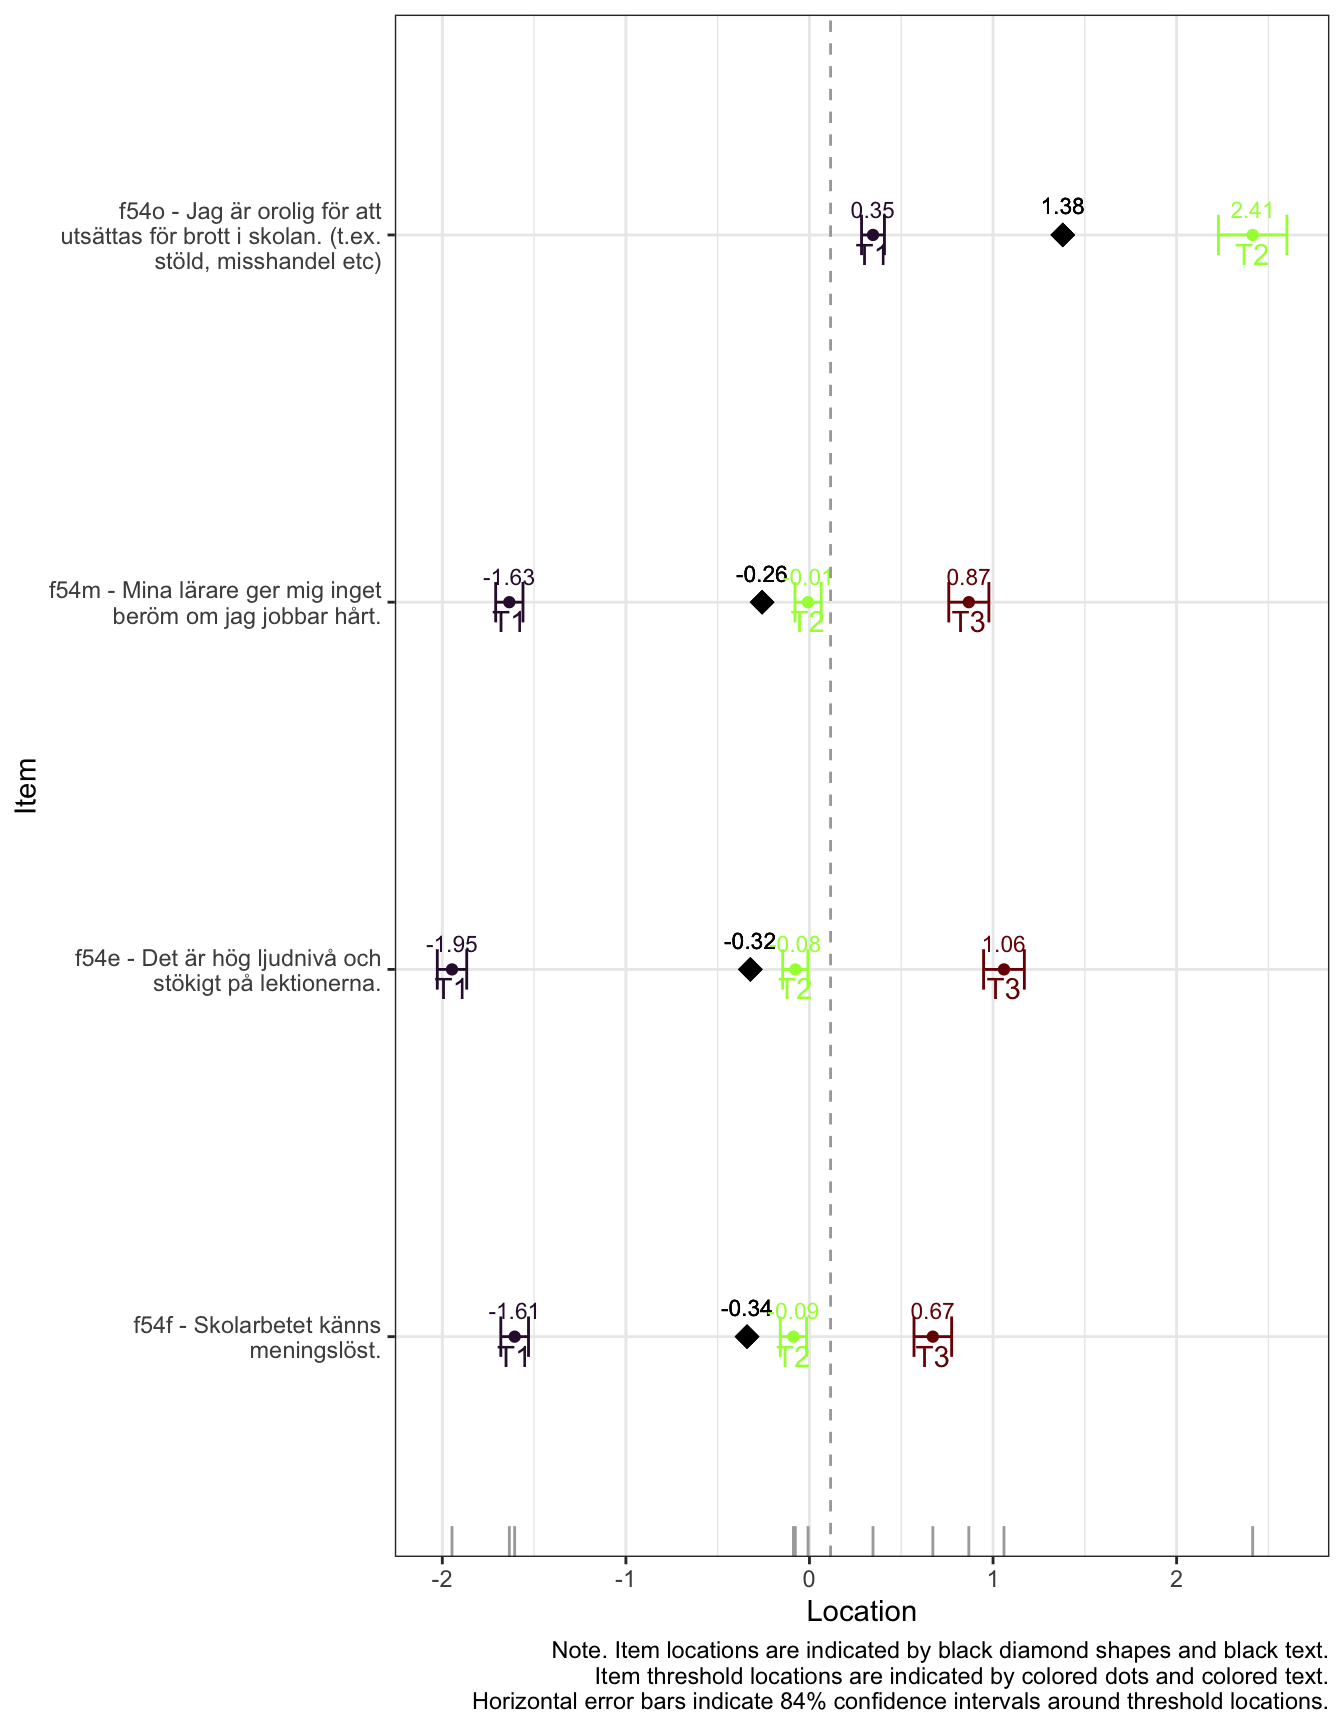 f54o - Jag är orolig för att
utsättas för brott i skolan. (t.ex.
stöld, misshandel etc)
0.35
1.38
2.41
T1
T2
f54m - Mina lärare ger mig inget
beröm om jag jobbar hårt.
-1.63
-0.26
-0.01
0.87
T1
T2
T3
Item
f54e - Det är hög ljudnivå och
stökigt på lektionerna.
-1.95
-0.32
-0.08
1.06
T1
T2
T3
f54f - Skolarbetet känns
meningslöst.
-1.61
-0.34
-0.09
0.67
T1
T2
T3
-2
-1
0
1
2
Location
Note. Item locations are indicated by black diamond shapes and black text.
Item threshold locations are indicated by colored dots and colored text.
Horizontal error bars indicate 84% confidence intervals around threshold locations.